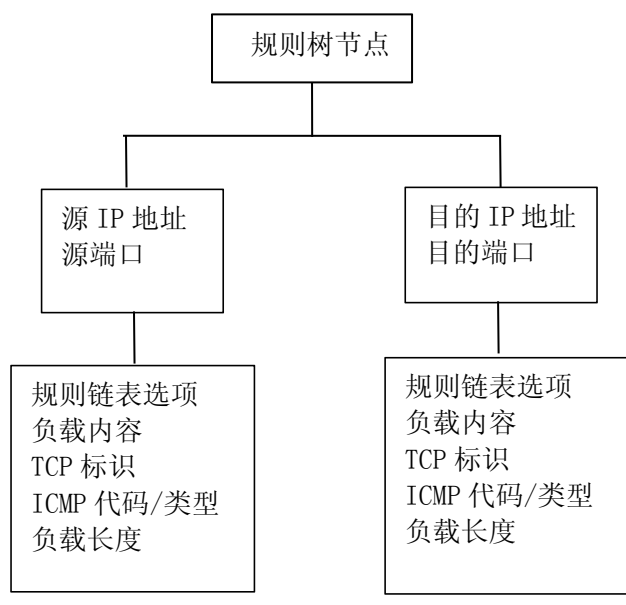 规则树节点
源 IP 地址
源端口
目的 IP 地址
目的端口
规则链表选项
负载内容
TCP 标识
ICMP 代码/类型
负载长度
规则链表选项
负载内容
TCP 标识
ICMP 代码/类型
负载长度